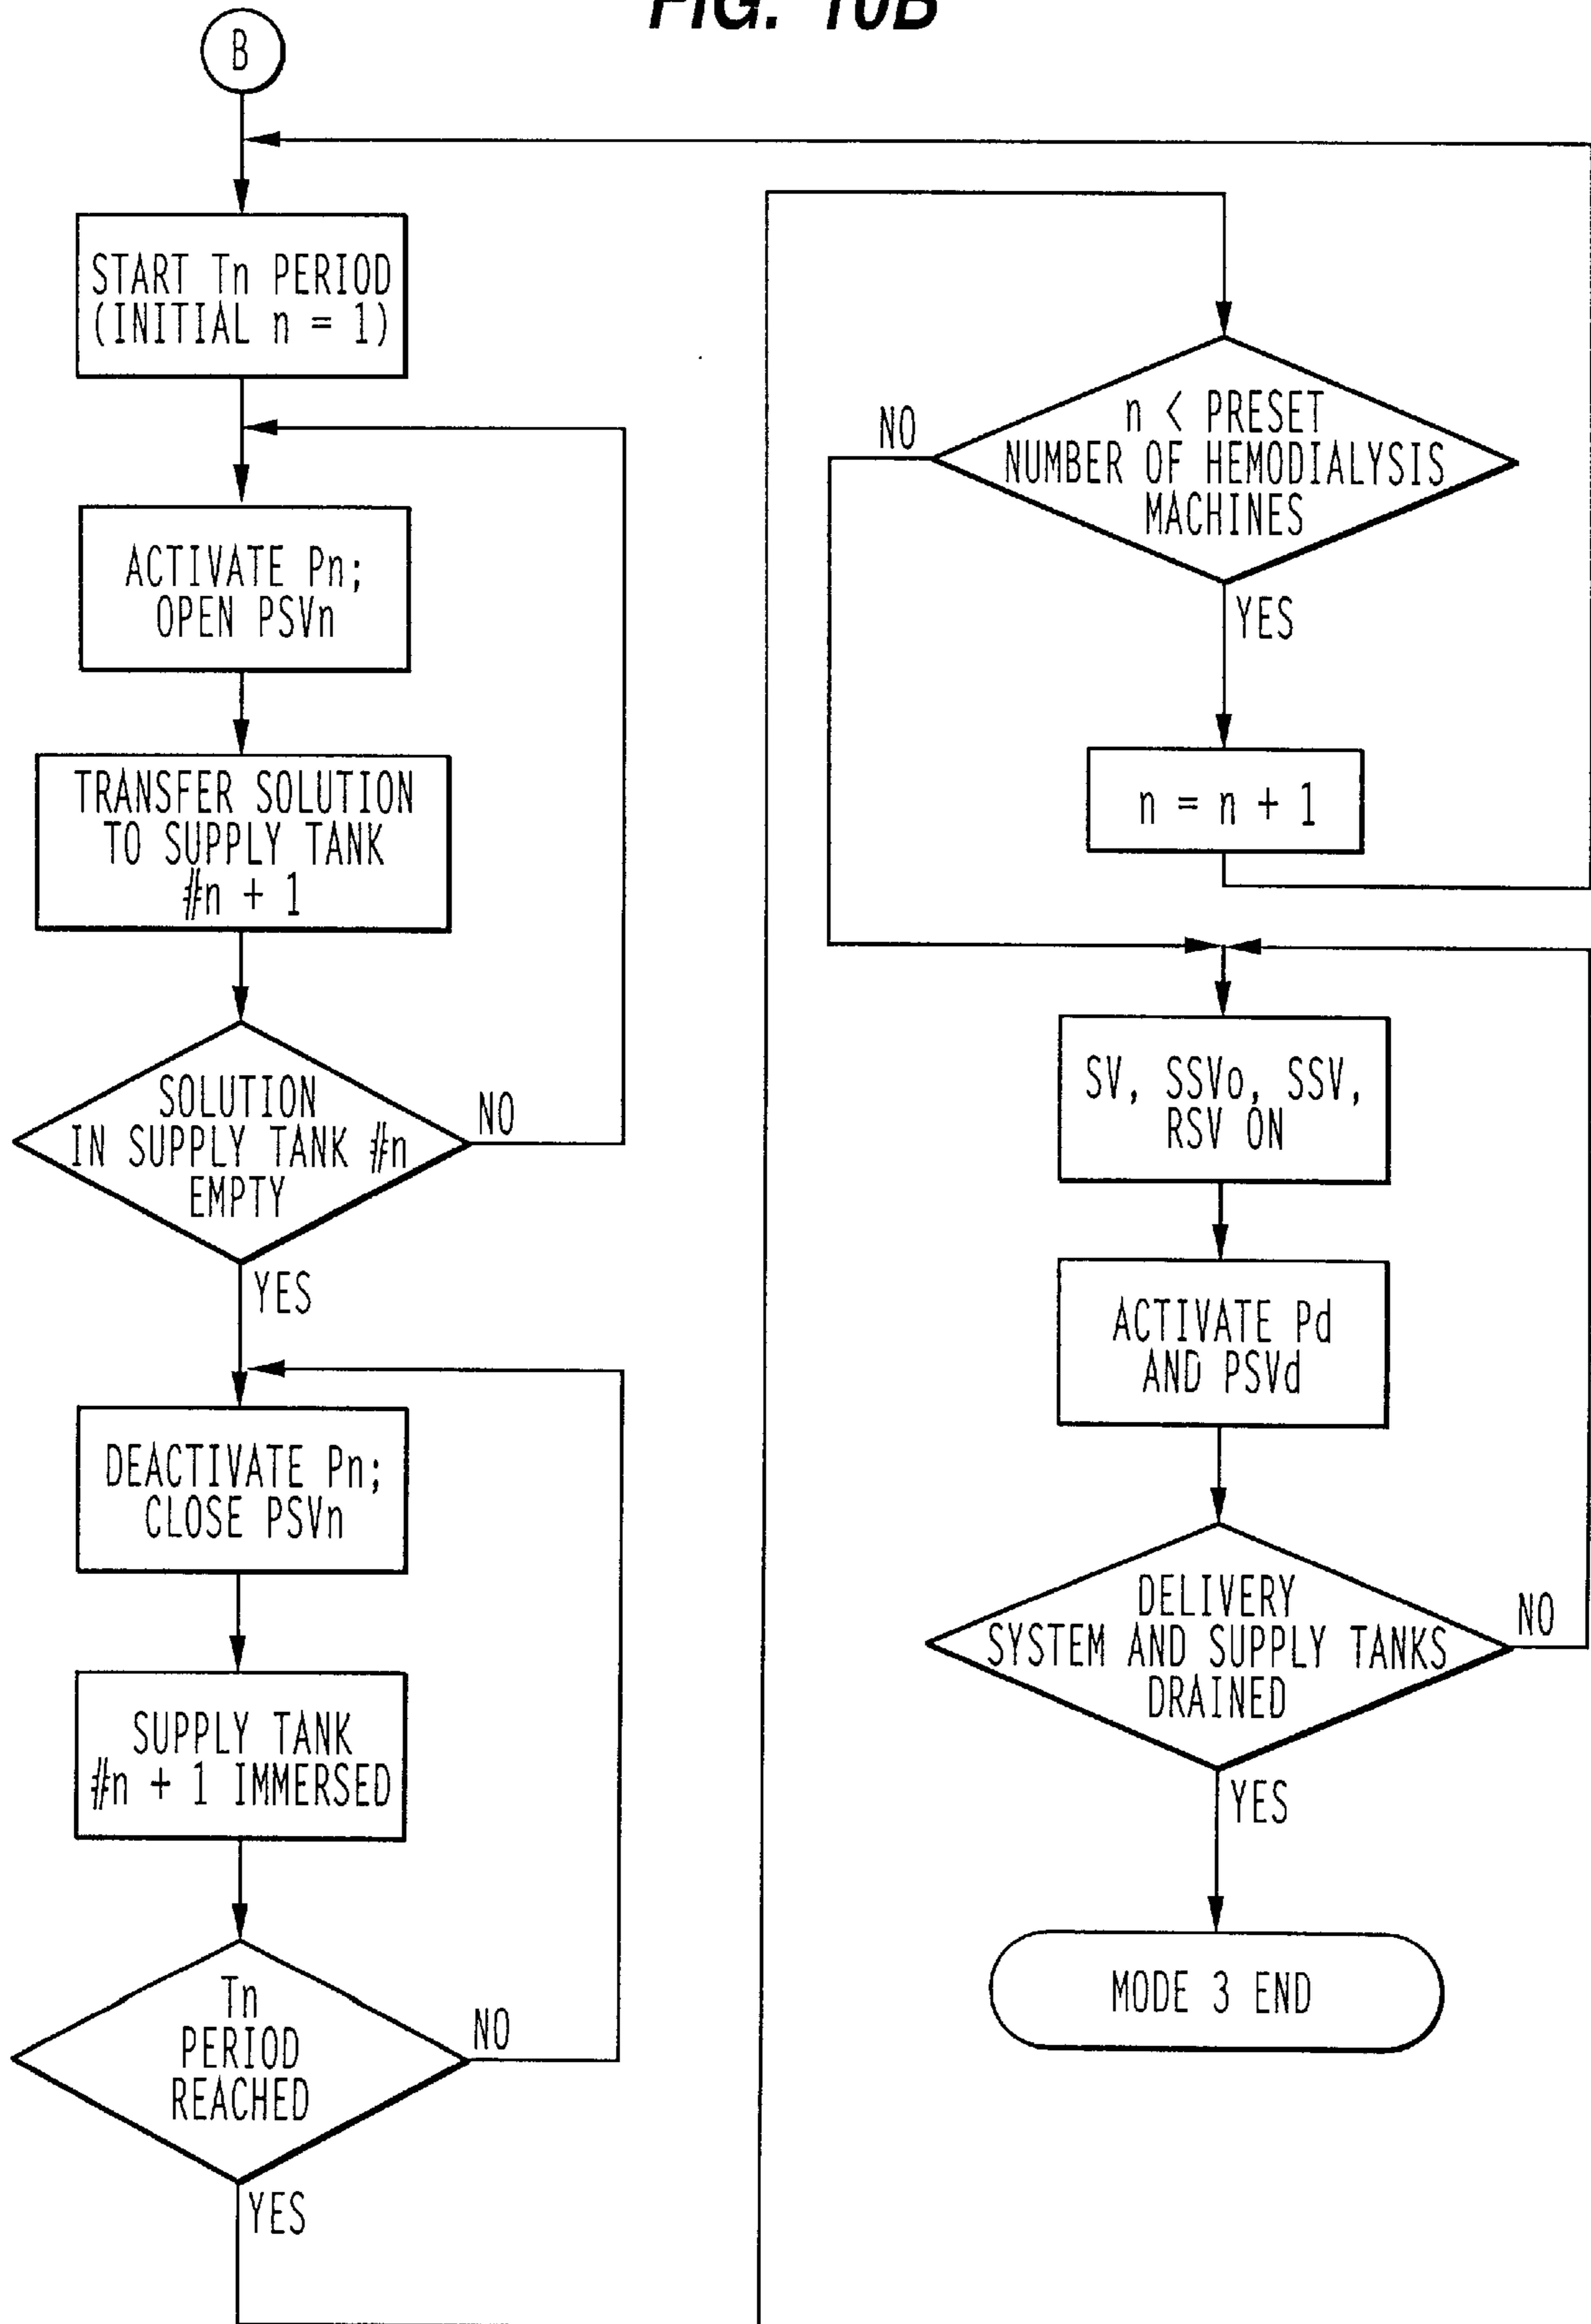 FIG. 10B
B
START Tn PERIOD
(INITIAL n = 1)
ACTIVATE Pn;
OPEN PSVn
TRANSFER SOLUTION
TO SUPPLY TANK
#n + 1
SOLUTION
IN SUPPLY TANK #n
EMPTY
NO
YES
DEACTIVATE Pn;
CLOSE PSVn
SUPPLY TANK
#n + 1 IMMERSED
Tn
PERIOD
REACHED
NO
YES
n < PRESET
NUMBER OF HEMODIALYSIS
MACHINES
NO
YES
n = n + 1
SV, SSVo, SSV,
RSV ON
ACTIVATE Pd
AND PSVd
DELIVERY
SYSTEM AND SUPPLY TANKS
DRAINED
NO
YES
MODE 3 END